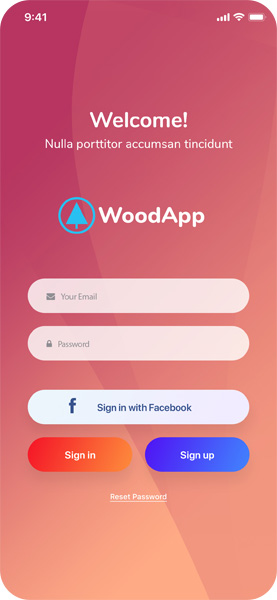 9:41
Welcome!
Nulla porttitor accumsan tincidunt
WoodApp
Your Email
Password
f Sign in with Facebook
Sign in
Sign up
Reset Password